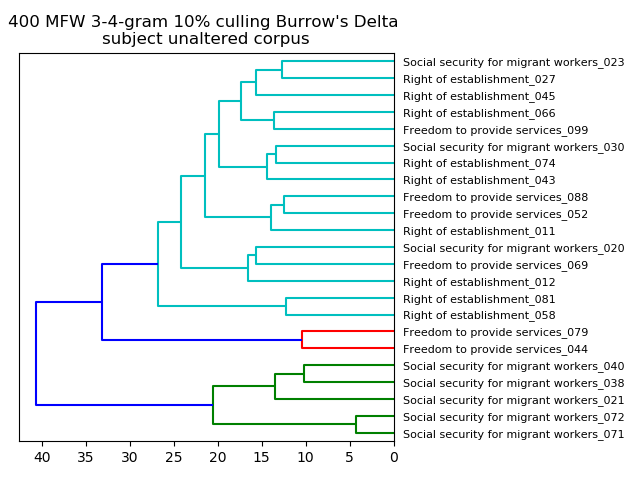 400 MFW 3-4-gram 10% culling Burrow's Delta
subject unaltered corpus
Social security for migrant workers_023
Right of establishment_027
Right of establishment_045
Right of establishment_066
Freedom to provide services_099
Social security for migrant workers_030
Right of establishment_074
Right of establishment_043
Freedom to provide services_088
Freedom to provide services_052
Right of establishment_011
Social security for migrant workers_020
Freedom to provide services_069
Right of establishment_012
Right of establishment_081
Right of establishment_058
Freedom to provide services_079
Freedom to provide services_044
Social security for migrant workers_040
Social security for migrant workers_038
Social security for migrant workers_021
Social security for migrant workers_072
Social security for migrant workers_071
40 35 30 25 20 15 10 5 0